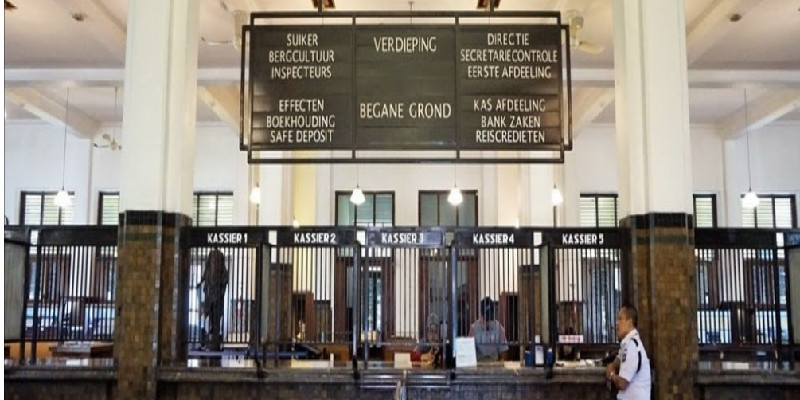 SUIKER
BERGCULTUUR
INSPECTEURS
EFFECTEN
BOEKHOUDING
SAFE DEPOSIT
VERDIEPING
BEGANE GROND
DIRECTIE
SECRETARIE CONTROLE
EERSTE AFDEELING
KAS AFDEELING
BANK ZAKEN
REISCREDIETEN
KASSIER 1
KASSIER 2
KASSIER 3
KASSIER 4
KASSIER 5